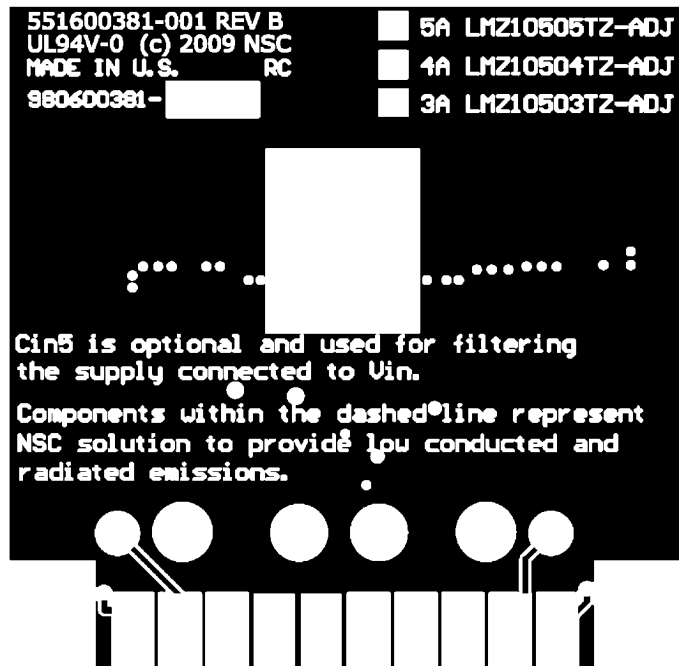 551600381-001 REV B
UL94V-0 (c) 2009 NSC
MADE IN U.S. RC
980600381-
5A LMZ10505TZ-ADJ
4A LMZ10504TZ-ADJ
3A LMZ10503TZ-ADJ
Cin5 is optional and used for filtering
the supply connected to Vin.
Components within the dashed line represent
NSC solution to provide low conducted and
radiated emissions.